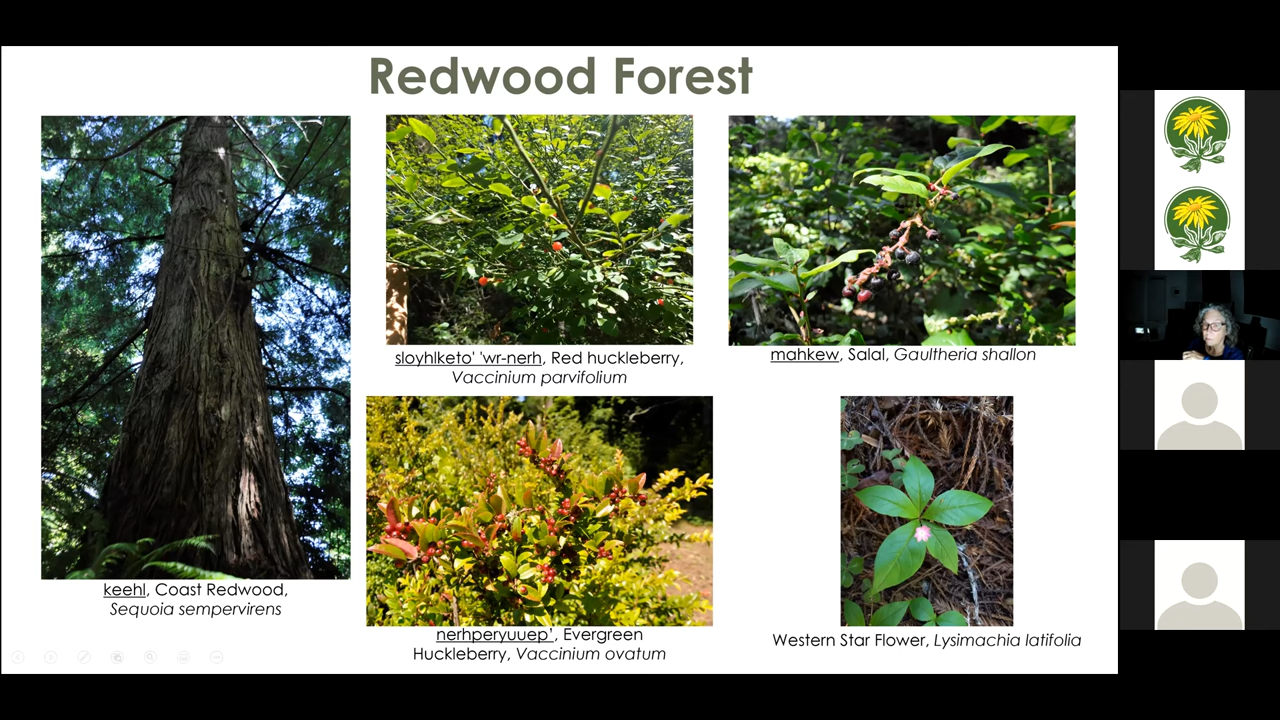 Redwood Forest
keehl, Coast Redwood,
Sequoia sempervirens
sloyhlketo' 'wr-nerh, Red huckleberry,
Vaccinium parvifolium
mahkew, Salal, Gaultheria shallon
nerhperyuuep', Evergreen
Huckleberry, Vaccinium ovatum
Western Star Flower, Lysimachia latifolia